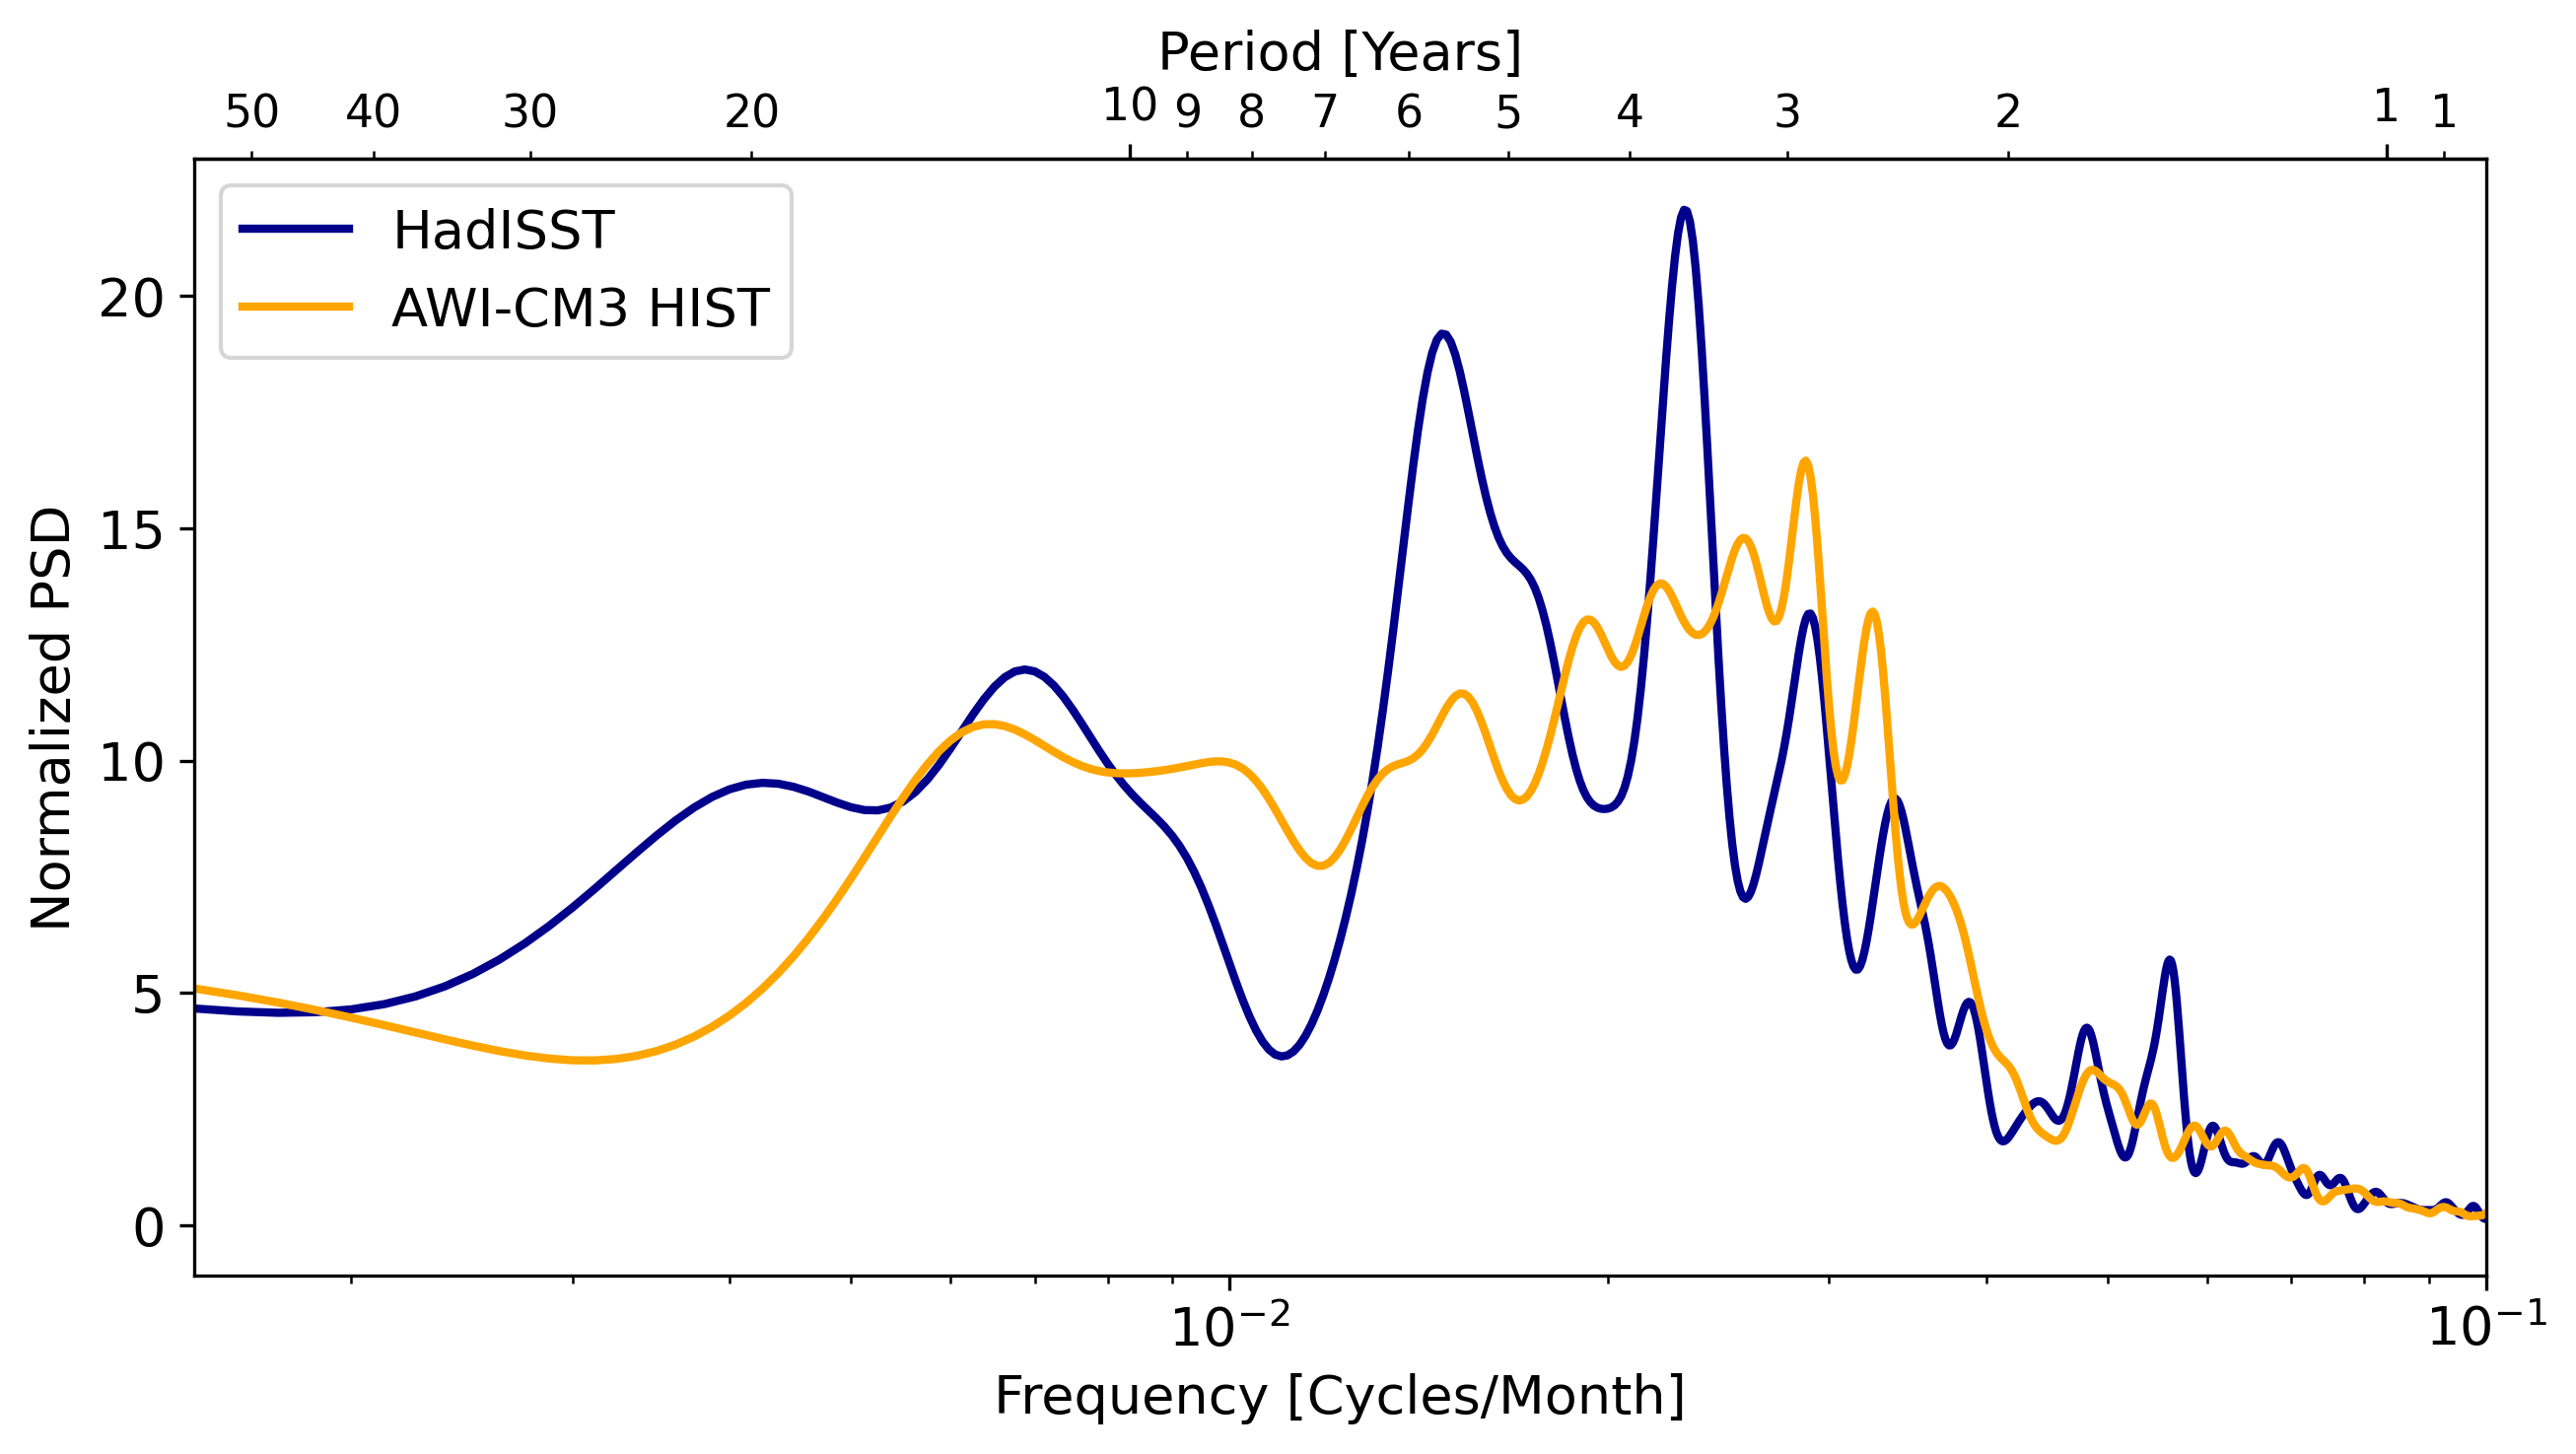 Period [Years]
50 40 30 20 10 9 8 7 6 5 4 3 2 1 1
HadISST
AWI-CM3 HIST
Normalized PSD
20
15
10
5
0
10⁻² 10⁻¹
Frequency [Cycles/Month]